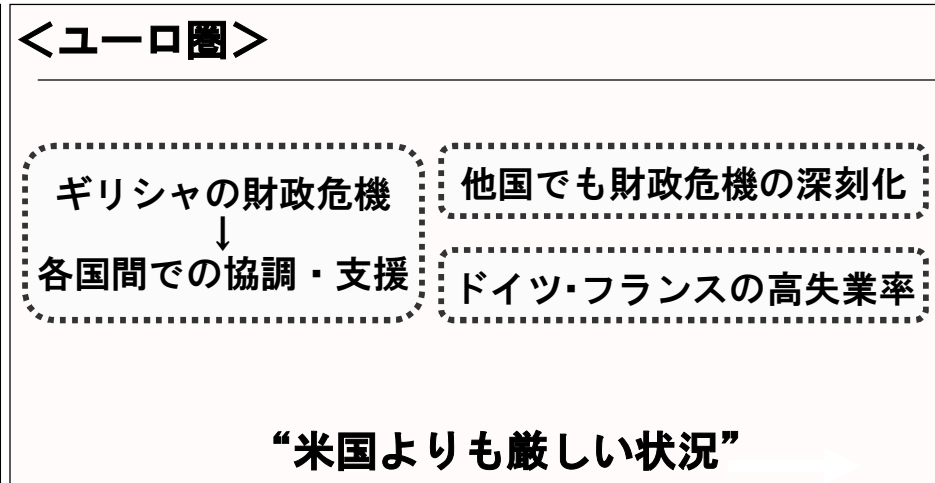 ＜ユーロ圏＞
ギリシャの財政危機
↓
各国間での協調・支援
他国でも財政危機の深刻化
ドイツ・フランスの高失業率
“米国よりも厳しい状況”